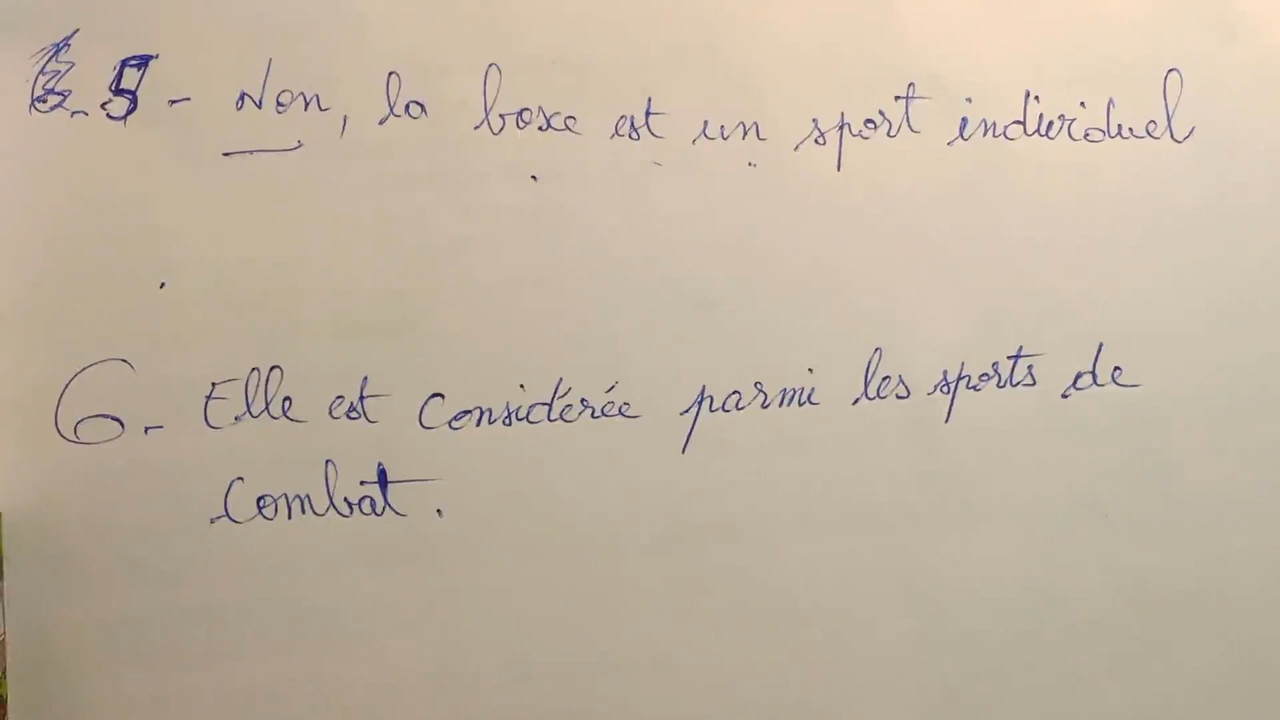 5 - Non, la boxe est un sport individuel
6 - Elle est considérée parmi les sports de
combat.